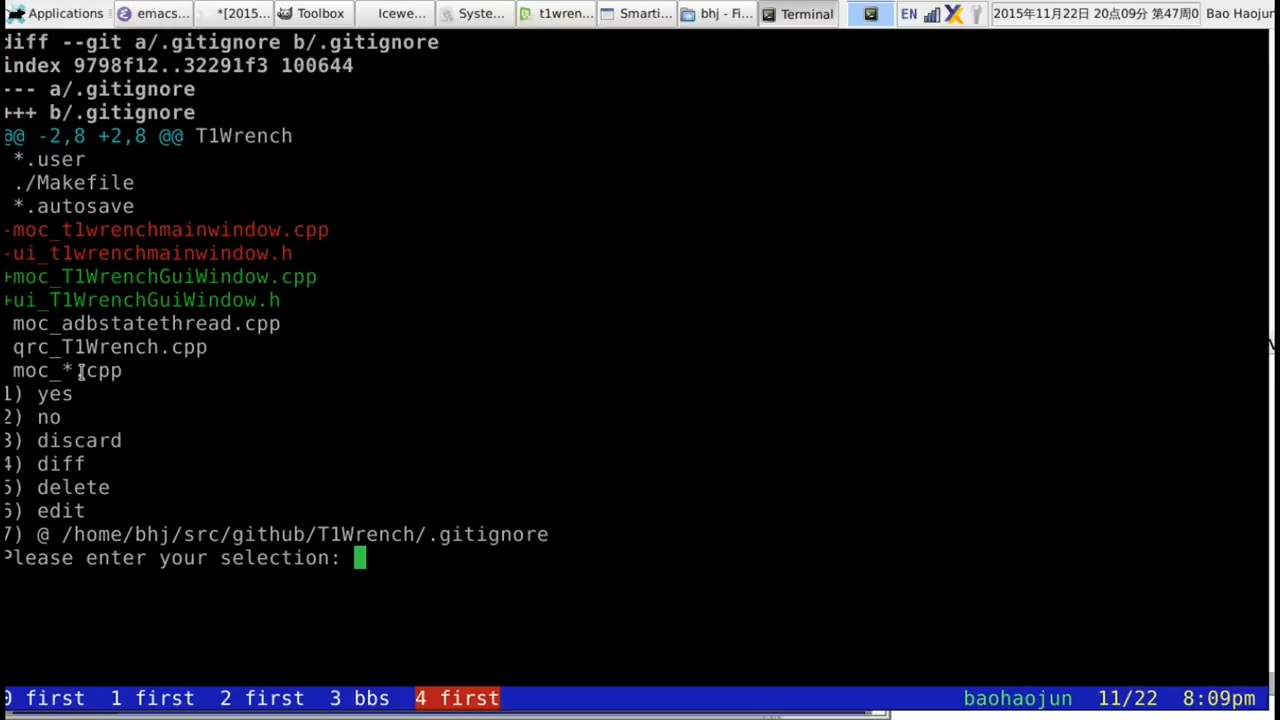 Applications emacs... *[2015... Toolbox Icewe... Syste... t1wren... Smarti... bhj - Fi... Terminal EN 2015年11月22日 20点09分 第47周0 Bao Haojun
diff --git a/.gitignore b/.gitignore
index 9798f12..32291f3 100644
--- a/.gitignore
+++ b/.gitignore
@@ -2,8 +2,8 @@ T1Wrench
*.user
./Makefile
*.autosave
-moc_t1wrenchmainwindow.cpp
-ui_t1wrenchmainwindow.h
+moc_T1WrenchGuiWindow.cpp
+ui_T1WrenchGuiWindow.h
moc_adbstatethread.cpp
qrc_T1Wrench.cpp
moc_*.cpp
1) yes
2) no
3) discard
4) diff
5) delete
6) edit
7) @ /home/bhj/src/github/T1Wrench/.gitignore
Please enter your selection:
0 first 1 first 2 first 3 bbs 4 first baohaojun 11/22 8:09pm